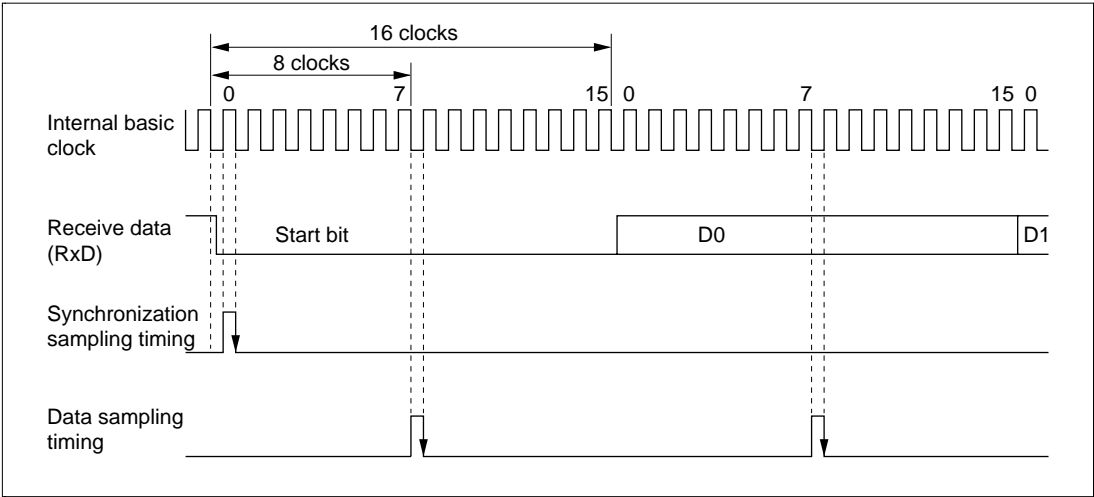 16 clocks
8 clocks
0 7 15 0 7 15 0
Internal basic
clock
Receive data
(RxD)
Start bit D0 D1
Synchronization
sampling timing
Data sampling
timing